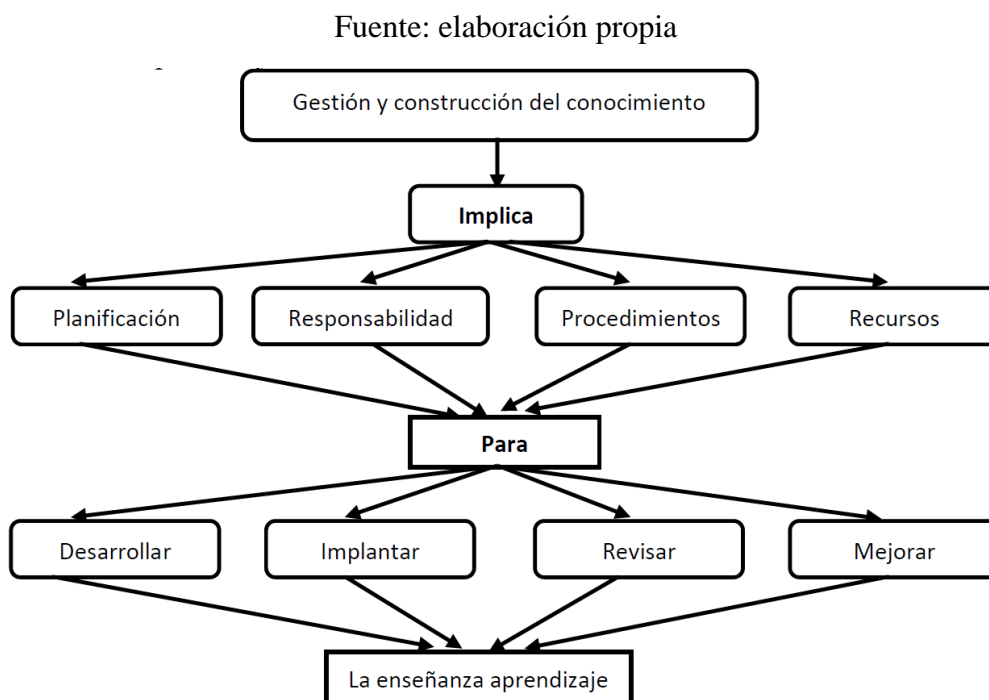 Fuente: elaboración propia
Gestión y construcción del conocimiento
Implica
Planificación
Responsabilidad
Procedimientos
Recursos
Para
Desarrollar
Implantar
Revisar
Mejorar
La enseñanza aprendizaje